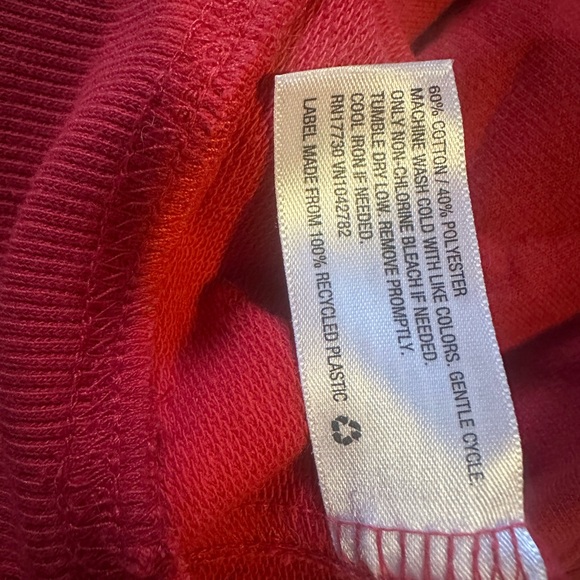 60% COTTON / 40% POLYESTER
MACHINE WASH COLD WITH LIKE COLORS. GENTLE CYCLE.
ONLY NON-CHLORINE BLEACH IF NEEDED.
TUMBLE DRY LOW. REMOVE PROMPTLY.
COOL IRON IF NEEDED.
RN17730 VN1042782
LABEL MADE FROM 100% RECYCLED PLASTIC